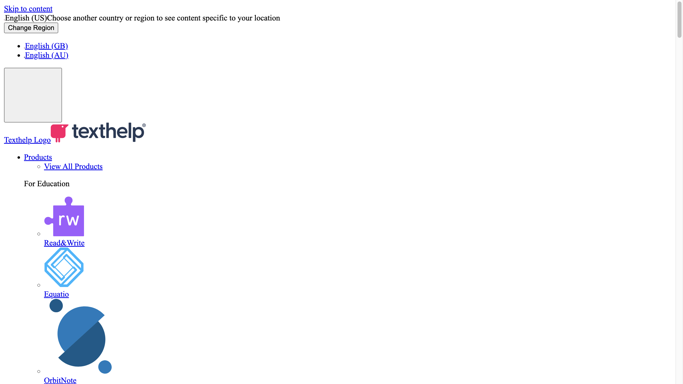 Skip to content
English (US)Choose another country or region to see content specific to your location
Change Region
English (GB)
English (AU)
Texthelp Logo texthelp®
Products
View All Products
For Education
rw
Read&Write
Equatio
OrbitNote